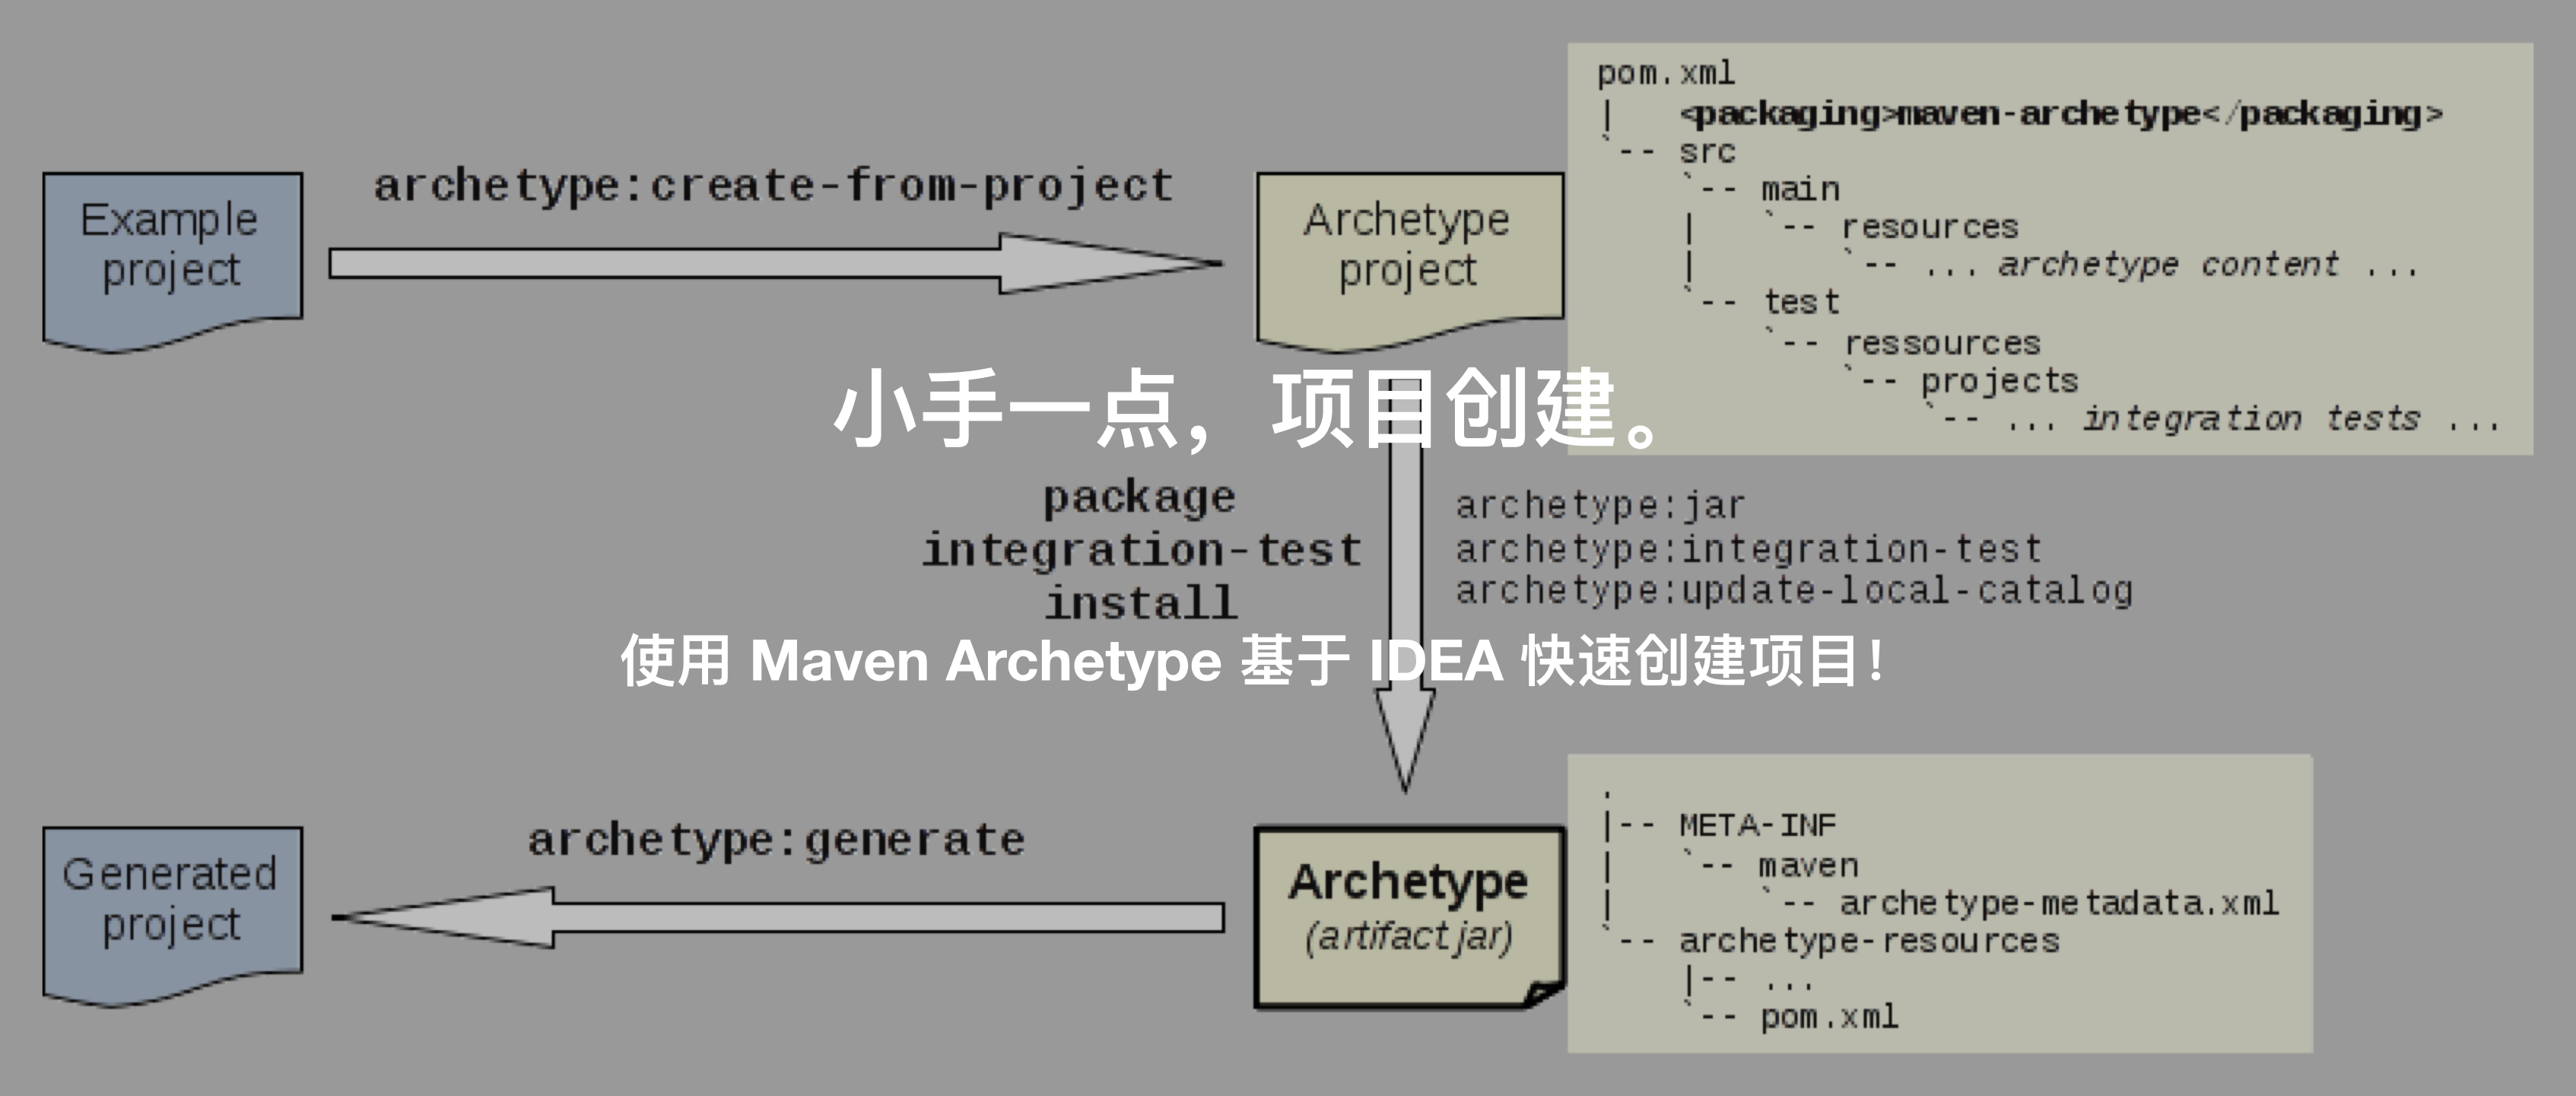 Example
project
archetype:create-from-project
Archetype
project
pom.xml
|   <packaging>maven-archetype</packaging>
`-- src
`-- main
|   `-- resources
|   `-- ... archetype content ...
`-- test
`-- ressources
`-- projects
`-- ... integration tests ...
小手一点，项目创建。
package
integration-test
install
archetype:jar
archetype:integration-test
archetype:update-local-catalog
使用 Maven Archetype 基于 IDEA 快速创建项目！
Generated
project
archetype:generate
Archetype
(artifact jar)
.
|-- META-INF
|   `-- maven
|       `-- archetype-metadata.xml
`-- archetype-resources
|-- ...
`-- pom.xml